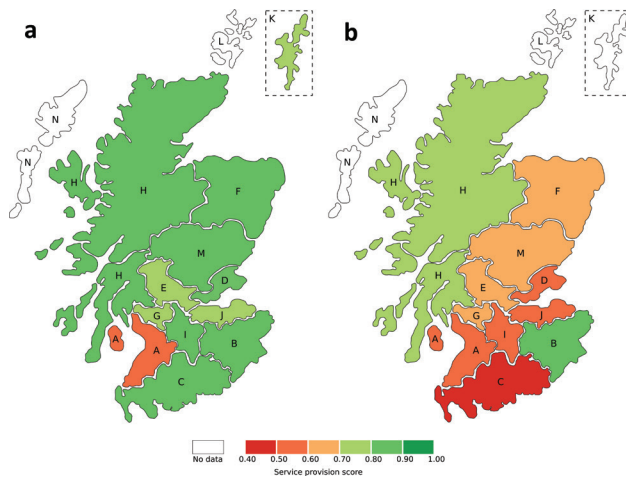 a
b
K
L
N
N
H
H
F
M
H
D
E
G
J
A
A
I
B
C
K
L
N
N
H
H
F
M
H
D
E
G
J
A
A
I
B
C
No data
0.40 0.50 0.60 0.70 0.80 0.90 1.00
Service provision score